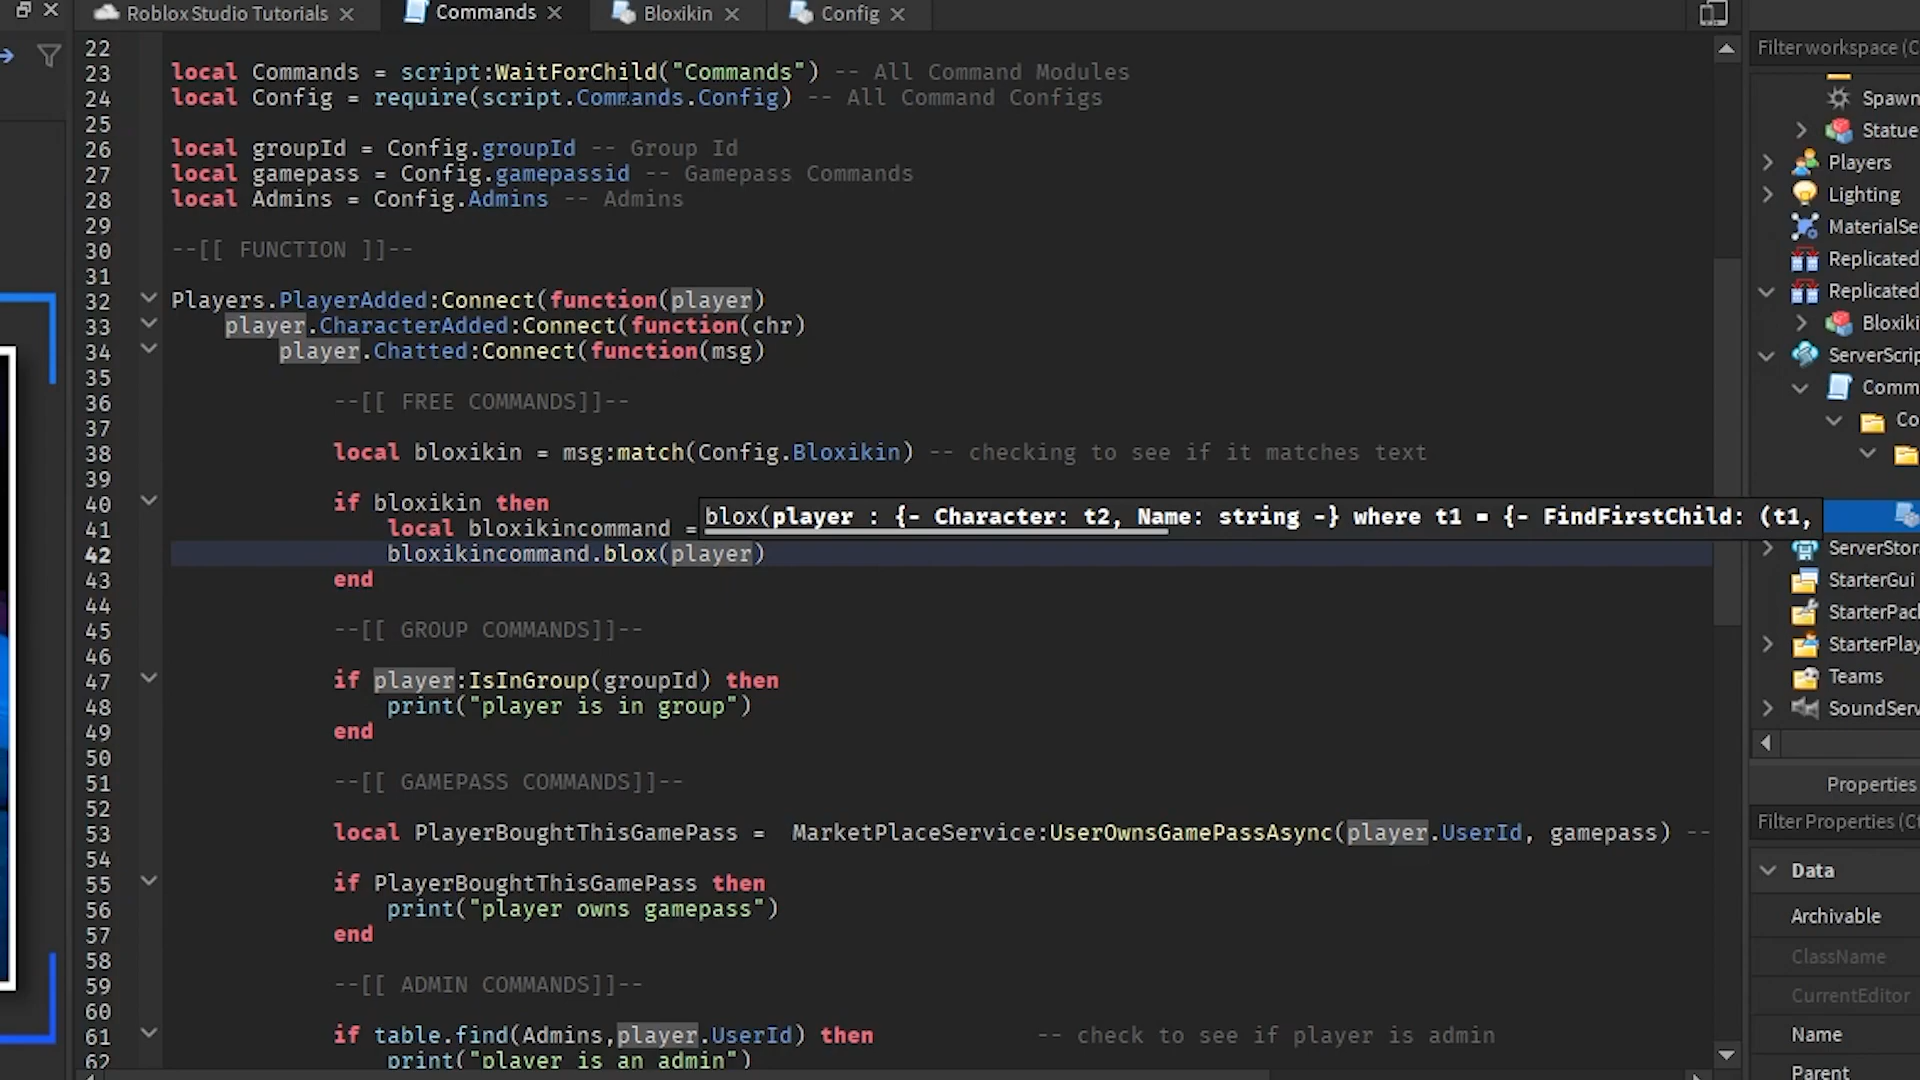 Roblox Studio Tutorials
Commands
Bloxikin
Config
22
23 local Commands = script:WaitForChild("Commands") -- All Command Modules
24 local Config = require(script.Commands.Config) -- All Command Configs
25
26 local groupId = Config.groupId -- Group Id
27 local gamepass = Config.gamepassid -- Gamepass Commands
28 local Admins = Config.Admins -- Admins
29
30 --[[ FUNCTION ]]--
31
32 Players.PlayerAdded:Connect(function(player)
33 player.CharacterAdded:Connect(function(chr)
34 player.Chatted:Connect(function(msg)
35
36 --[[ FREE COMMANDS]]--
37
38 local bloxikin = msg:match(Config.Bloxikin) -- checking to see if it matches text
39
40 if bloxikin then
blox(player : {- Character: t2, Name: string -} where t1 = {- FindFirstChild: (t1,
41 local bloxikincommand =
42 bloxikincommand.blox(player)
43 end
44
45 --[[ GROUP COMMANDS]]--
46
47 if player:IsInGroup(groupId) then
48 print("player is in group")
49 end
50
51 --[[ GAMEPASS COMMANDS]]--
52
53 local PlayerBoughtThisGamePass = MarketPlaceService:UserOwnsGamePassAsync(player.UserId, gamepass) --
54
55 if PlayerBoughtThisGamePass then
56 print("player owns gamepass")
57 end
58
59 --[[ ADMIN COMMANDS]]--
60
61 if table.find(Admins,player.UserId) then -- check to see if player is admin
62 print("player is an admin")
Filter workspace (C
Spawn
Statue
Players
Lighting
MaterialSe
Replicated
Replicated
Bloxiki
ServerScrip
Comm
Co
ServerStor
StarterGui
StarterPac
StarterPlay
Teams
SoundServ
Properties
Filter Properties (Ct
Data
Archivable
ClassName
CurrentEditor
Name
Parent